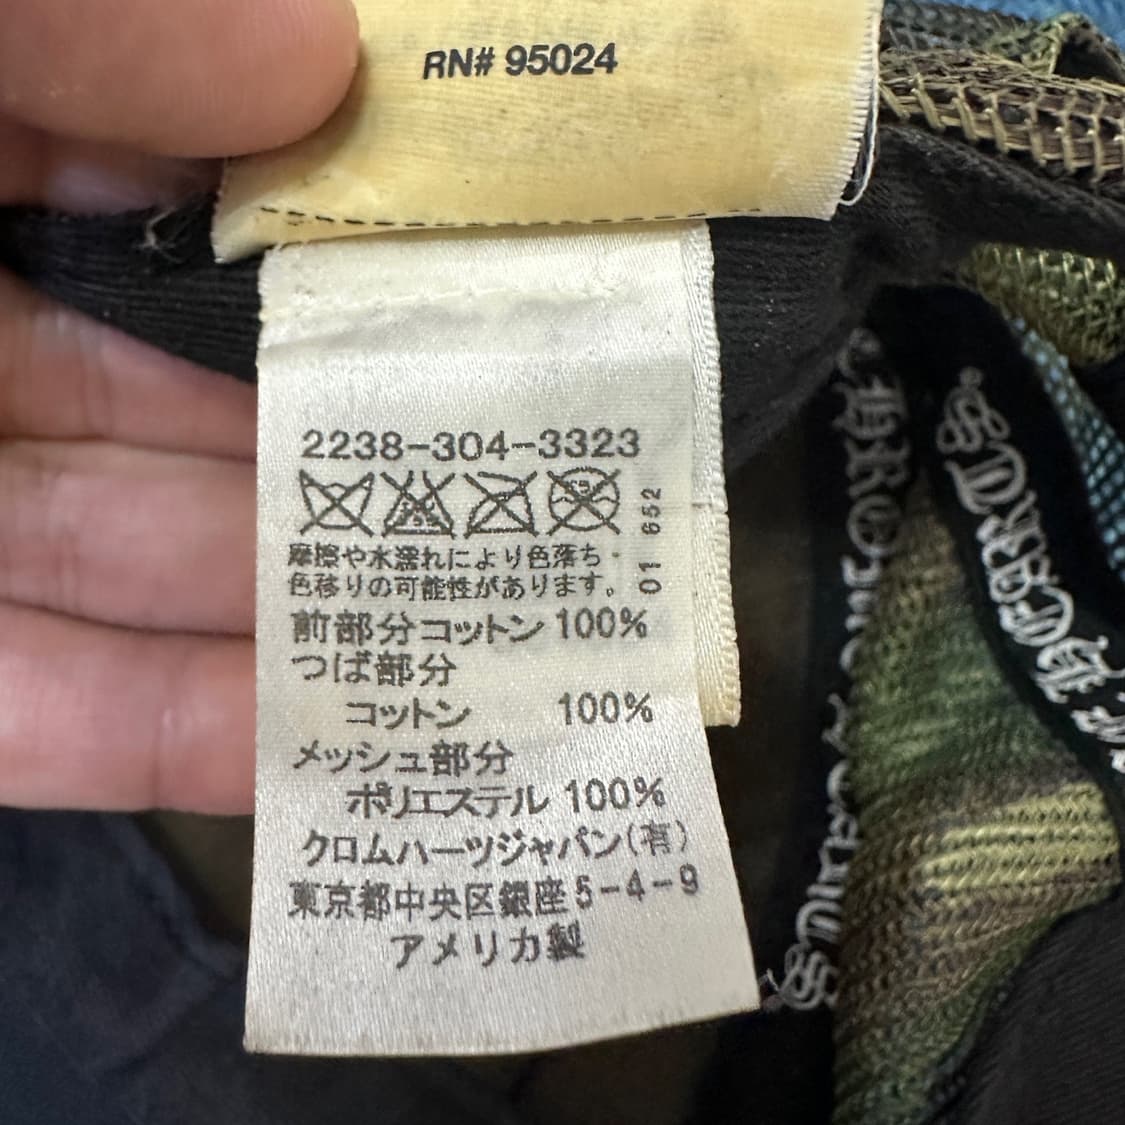 RN# 95024
2238-304-3323
01 652
摩擦や水濡れにより色落ち・
色移りの可能性があります。
前部分コットン 100%
つば部分
コットン 100%
メッシュ部分
ポリエステル 100%
クロムハーツジャパン(有)
東京都中央区銀座5-4-9
アメリカ製